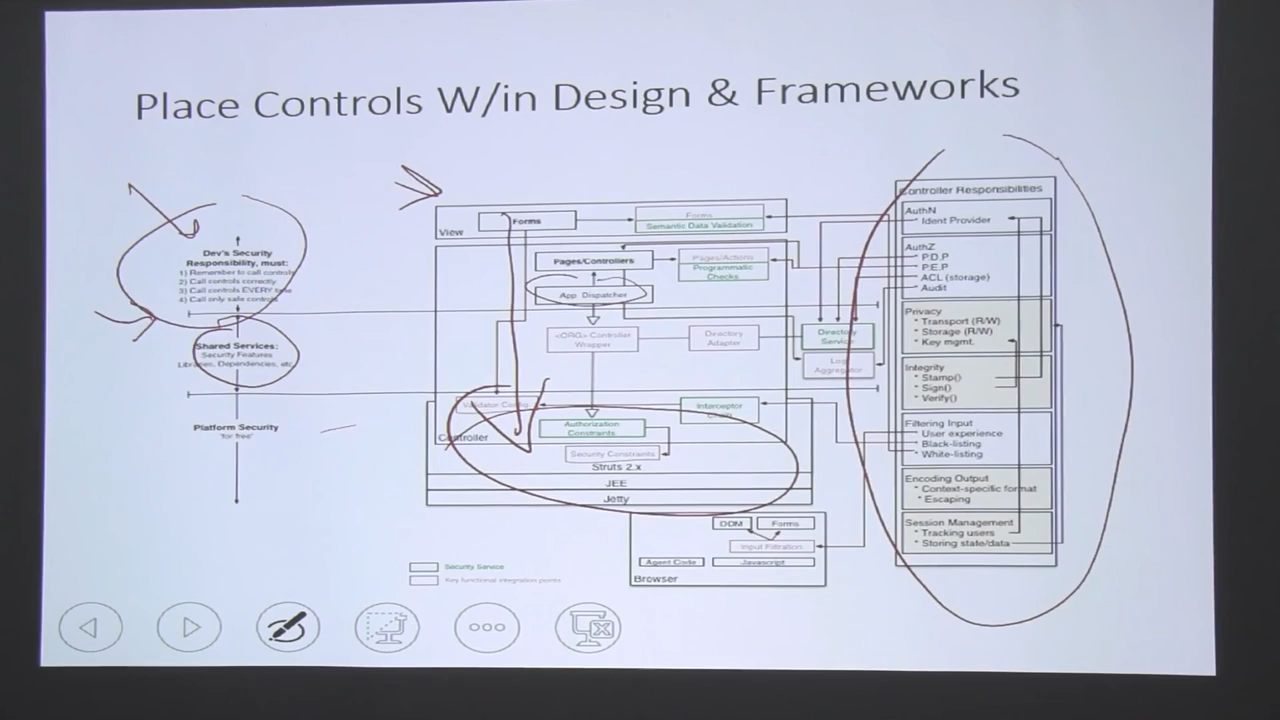 Place Controls W/in Design & Frameworks
Dev's Security
Responsibility, must:
1) Remember to call controls
2) Call controls correctly
3) Call controls EVERY time
4) Call only safe controls
Shared Services:
Security Features
Libraries, Dependencies, etc
Platform Security
'for free'
View
Forms
Forms
Semantic Data Validation
Pages/Controllers
Pages/Actions
Programmatic
Checks
App Dispatcher
<ORG> Controller
Wrapper
Directory
Adapter
Directory
Service
Log
Aggregator
Validator Config
Interceptor
Authorization
Constraints
Controller
Security Constraints
Struts 2.x
JEE
Jetty
DOM
Forms
Input Filtration
Agent Code
Javascript
Browser
Security Service
Key functional integration points
Controller Responsibilities
AuthN
* Ident Provider
AuthZ
* P.D.P
* P.E.P
* ACL (storage)
* Audit
Privacy
* Transport (R/W)
* Storage (R/W)
* Key mgmt.
Integrity
* Stamp()
* Sign()
* Verify()
Filtering Input
* User experience
* Black-listing
* White-listing
Encoding Output
* Context-specific format
* Escaping
Session Management
* Tracking users
* Storing state/data